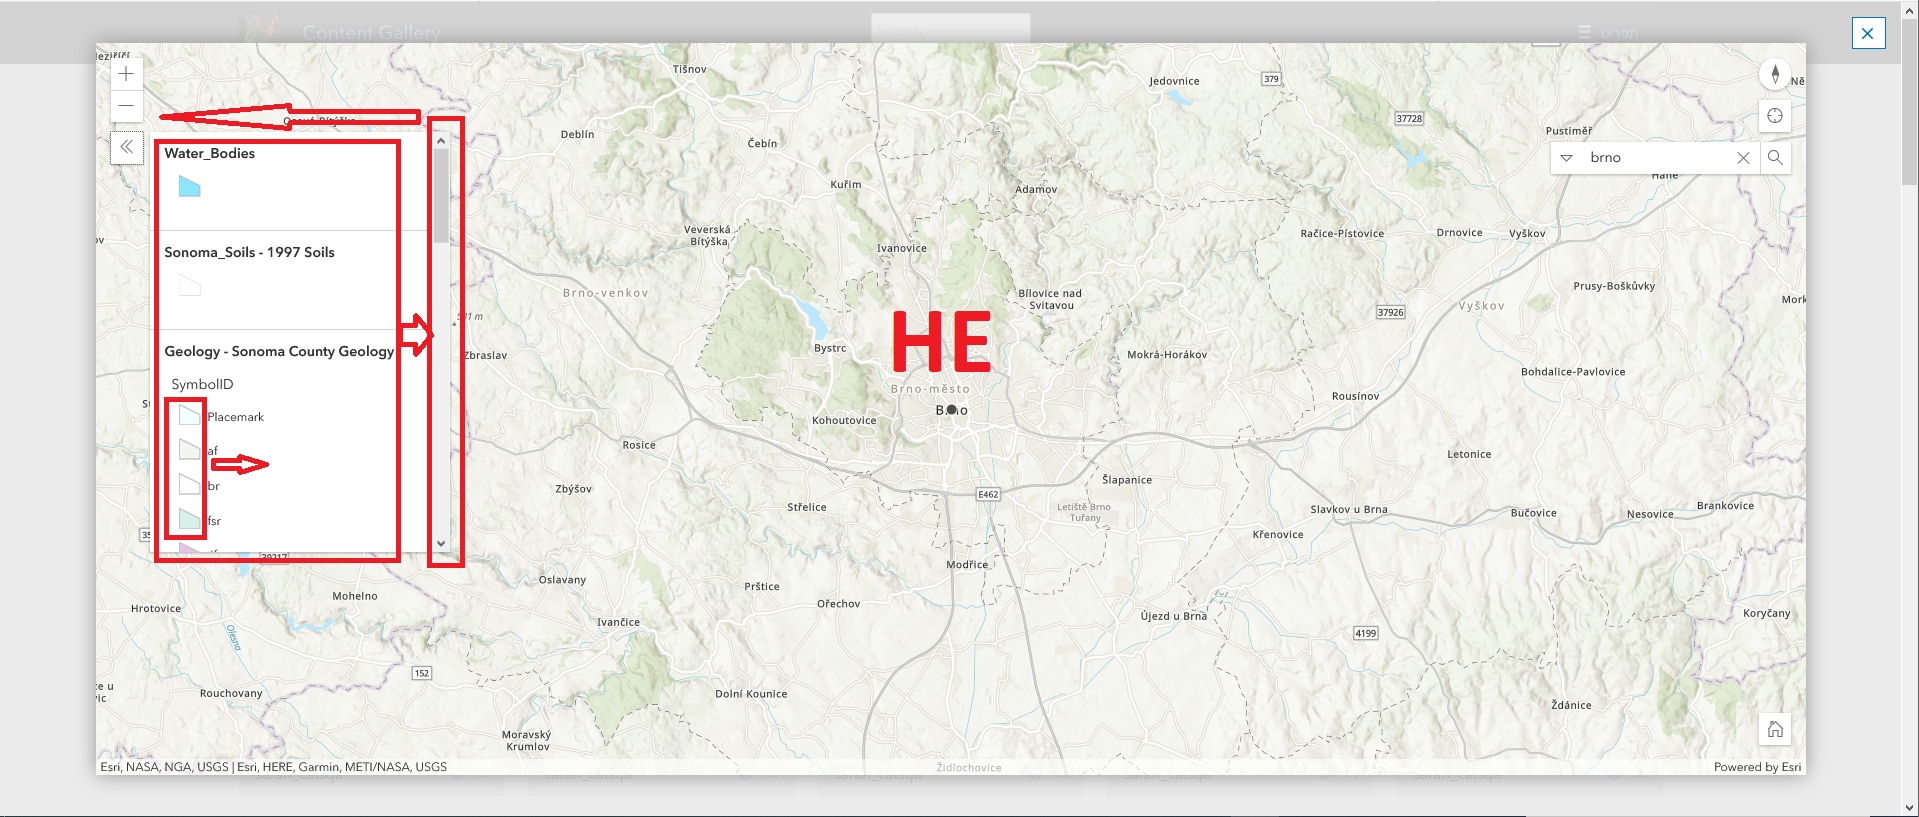 Content Gallery
Search
תפריט
Tišnov
Jedovnice
379
37728
Deblín
Čebín
Pustiměř
Water_Bodies
brno
Kuřim
Adamov
Veverská
Bítýška
Ivanovice
Račice-Pístovice
Drnovice
Vyškov
Sonoma_Soils - 1997 Soils
Brno-venkov
Bílovice nad
Svitavou
Prusy-Boškůvky
Vyškov
37926
HE
Bystrc
Geology - Sonoma County Geology
Zbraslav
Mokrá-Horákov
Bohdalice-Pavlovice
SymbolID
Brno-město
Rousínov
Placemark
Kohoutovice
Brno
af
Rosice
Letonice
br
Zbýšov
E462
Šlapanice
fsr
Střelice
Letiště Brno
Tuřany
Slavkov u Brna
Bučovice
Nesovice
Brankovice
Křenovice
39217
Modřice
Oslavany
Prštice
Mohelno
Ořechov
Hrotovice
Ivančice
Újezd u Brna
Koryčany
Olesna
4199
152
Rouchovany
Dolní Kounice
Ždánice
Moravský
Krumlov
Esri, NASA, NGA, USGS | Esri, HERE, Garmin, METI/NASA, USGS
Židlochovice
Powered by Esri